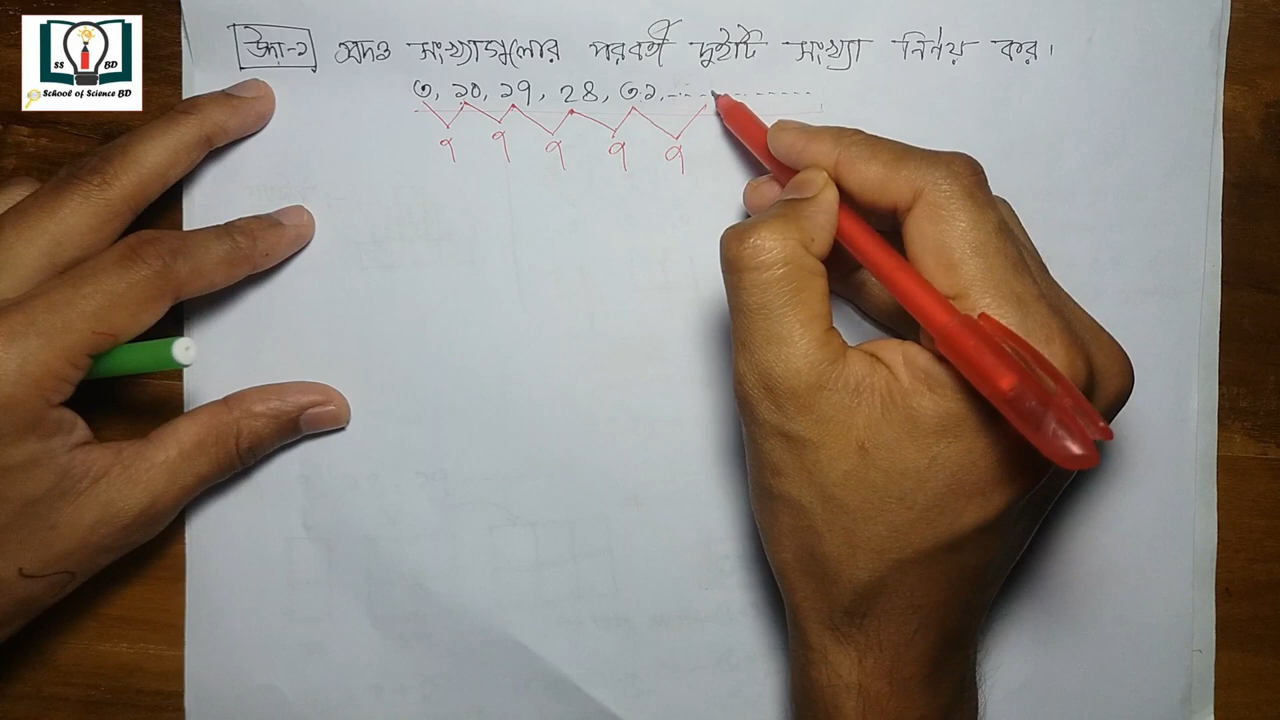 SS BD
School of Science BD
উদা-১ প্রদত্ত সংখ্যাগুলোর পরবর্তী দুইটি সংখ্যা নির্ণয় কর।
৩, ১০, ১৭, ২৪, ৩১,------------
৭ ৭ ৭ ৭ ৭